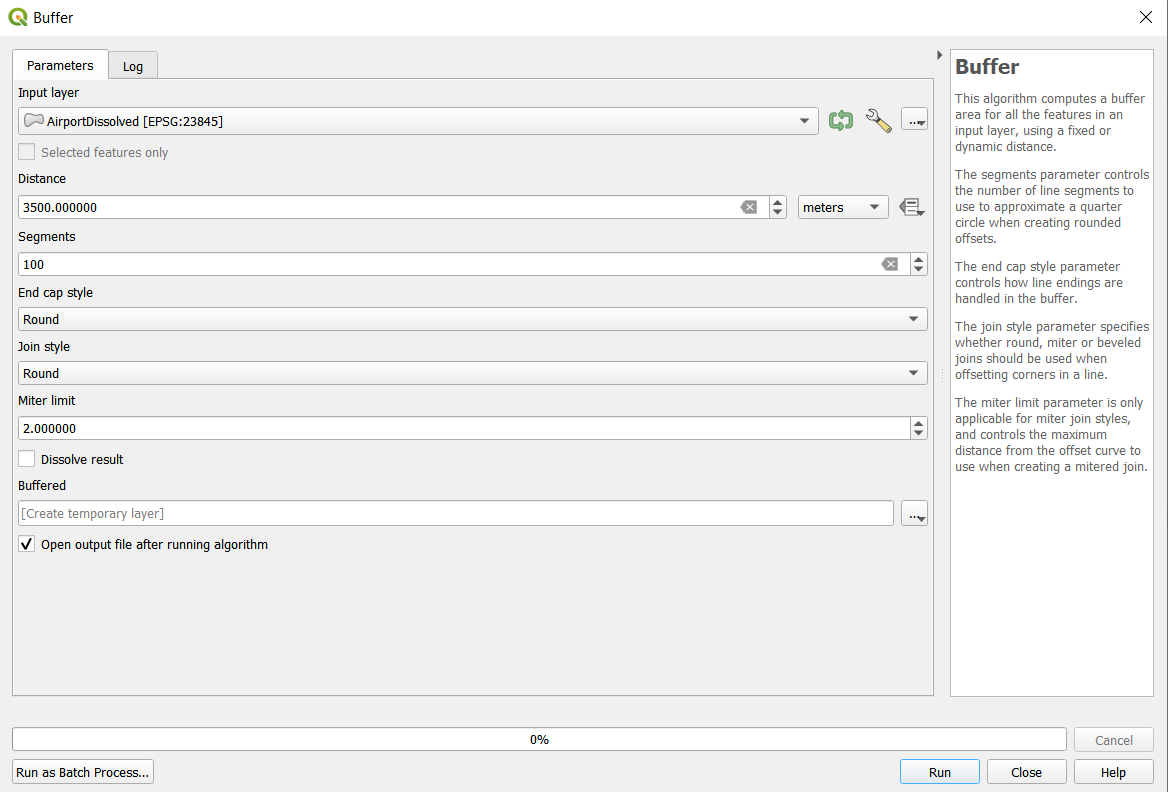 Buffer
Parameters
Log
Input layer
AirportDissolved [EPSG:23845]
...
Selected features only
Distance
3500.000000
meters
Segments
100
End cap style
Round
Join style
Round
Miter limit
2.000000
Dissolve result
Buffered
[Create temporary layer]
...
Open output file after running algorithm
Buffer
This algorithm computes a buffer
area for all the features in an
input layer, using a fixed or
dynamic distance.
The segments parameter controls
the number of line segments to
use to approximate a quarter
circle when creating rounded
offsets.
The end cap style parameter
controls how line endings are
handled in the buffer.
The join style parameter specifies
whether round, miter or beveled
joins should be used when
offsetting corners in a line.
The miter limit parameter is only
applicable for miter join styles,
and controls the maximum
distance from the offset curve to
use when creating a mitered join.
0%
Cancel
Run as Batch Process...
Run
Close
Help